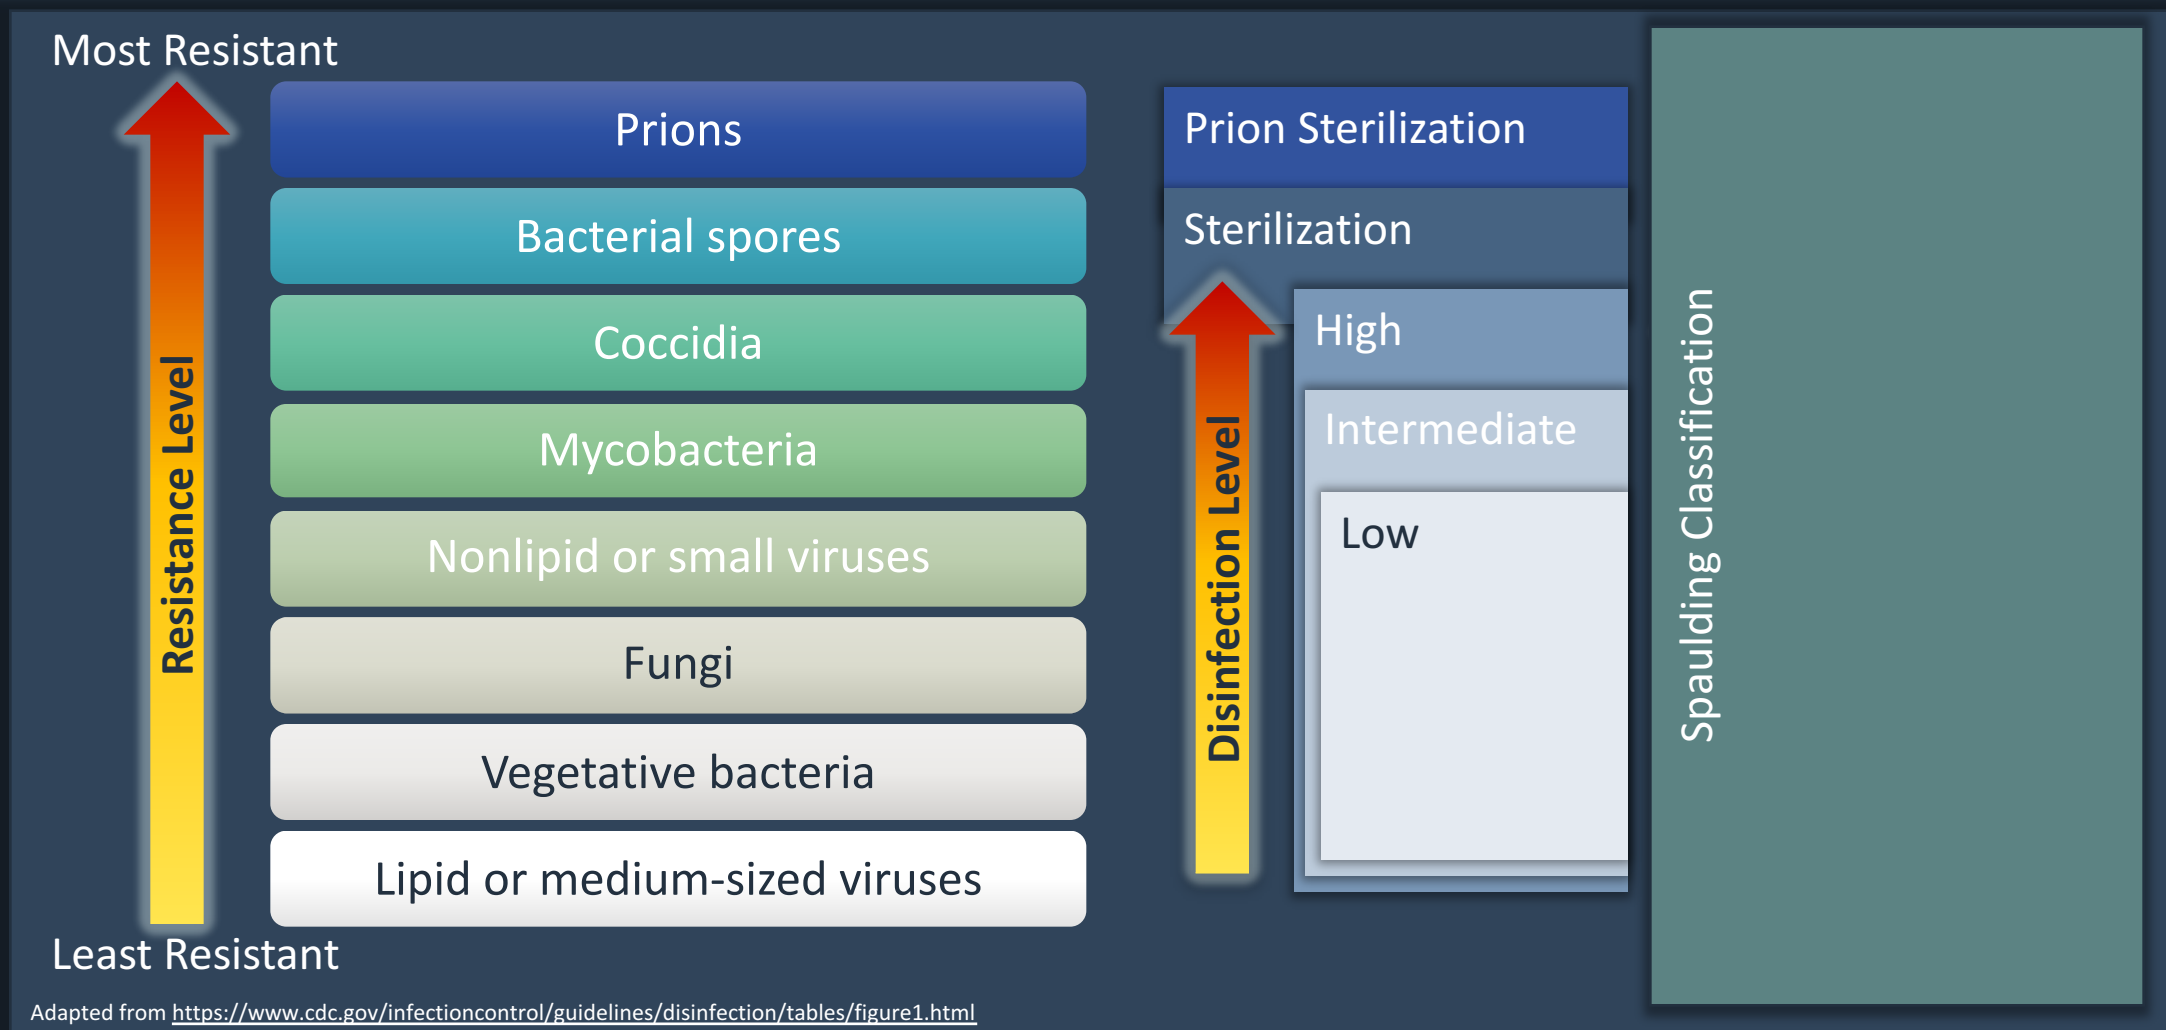 Most Resistant
Prions
Bacterial spores
Coccidia
Mycobacteria
Nonlipid or small viruses
Fungi
Vegetative bacteria
Lipid or medium-sized viruses
Resistance Level
Least Resistant
Prion Sterilization
Sterilization
High
Intermediate
Low
Disinfection Level
Spaulding Classification
Adapted from https://www.cdc.gov/infectioncontrol/guidelines/disinfection/tables/figure1.html